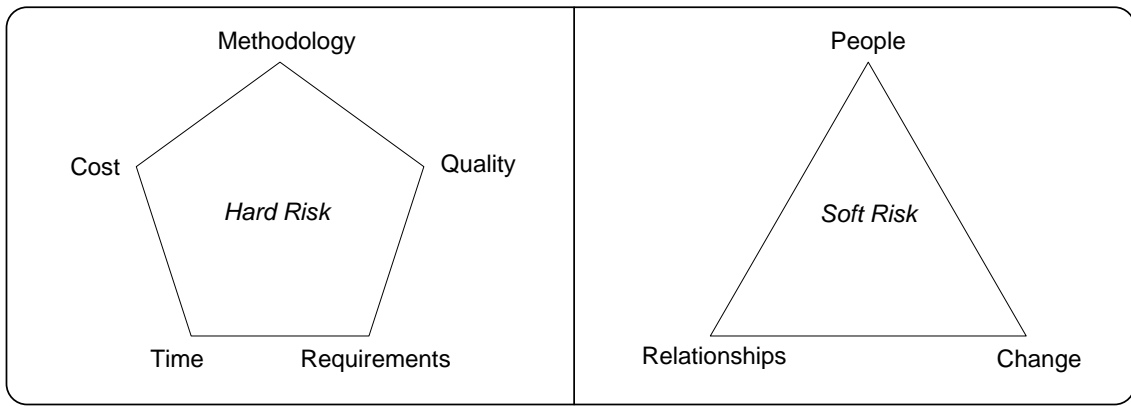 Methodology
Cost
Quality
Hard Risk
Time
Requirements
People
Soft Risk
Relationships
Change